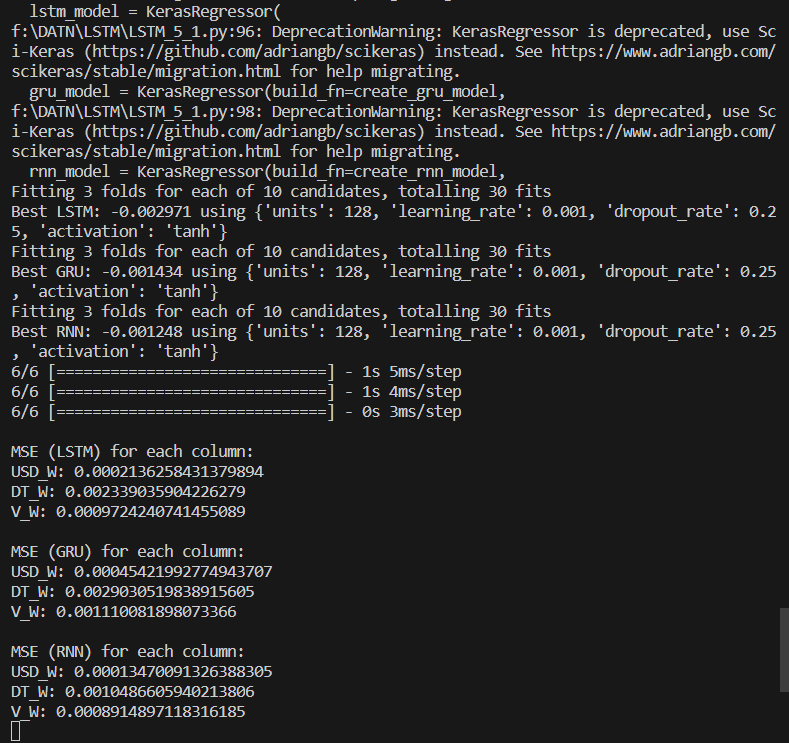 lstm_model = KerasRegressor(
f:\DATN\LSTM\LSTM_5_1.py:96: DeprecationWarning: KerasRegressor is deprecated, use Sc
i-Keras (https://github.com/adriangb/scikeras) instead. See https://www.adriangb.com/
scikeras/stable/migration.html for help migrating.
gru_model = KerasRegressor(build_fn=create_gru_model,
f:\DATN\LSTM\LSTM_5_1.py:98: DeprecationWarning: KerasRegressor is deprecated, use Sc
i-Keras (https://github.com/adriangb/scikeras) instead. See https://www.adriangb.com/
scikeras/stable/migration.html for help migrating.
rnn_model = KerasRegressor(build_fn=create_rnn_model,
Fitting 3 folds for each of 10 candidates, totalling 30 fits
Best LSTM: -0.002971 using {'units': 128, 'learning_rate': 0.001, 'dropout_rate': 0.2
5, 'activation': 'tanh'}
Fitting 3 folds for each of 10 candidates, totalling 30 fits
Best GRU: -0.001434 using {'units': 128, 'learning_rate': 0.001, 'dropout_rate': 0.25
, 'activation': 'tanh'}
Fitting 3 folds for each of 10 candidates, totalling 30 fits
Best RNN: -0.001248 using {'units': 128, 'learning_rate': 0.001, 'dropout_rate': 0.25
, 'activation': 'tanh'}
6/6 [==============================] - 1s 5ms/step
6/6 [==============================] - 1s 4ms/step
6/6 [==============================] - 0s 3ms/step
MSE (LSTM) for each column:
USD_W: 0.0002136258431379894
DT_W: 0.002339035904226279
V_W: 0.0009724240741455089
MSE (GRU) for each column:
USD_W: 0.00045421992774943707
DT_W: 0.0029030519838915605
V_W: 0.001110081898073366
MSE (RNN) for each column:
USD_W: 0.00013470091326388305
DT_W: 0.0010486605940213806
V_W: 0.0008914897118316185